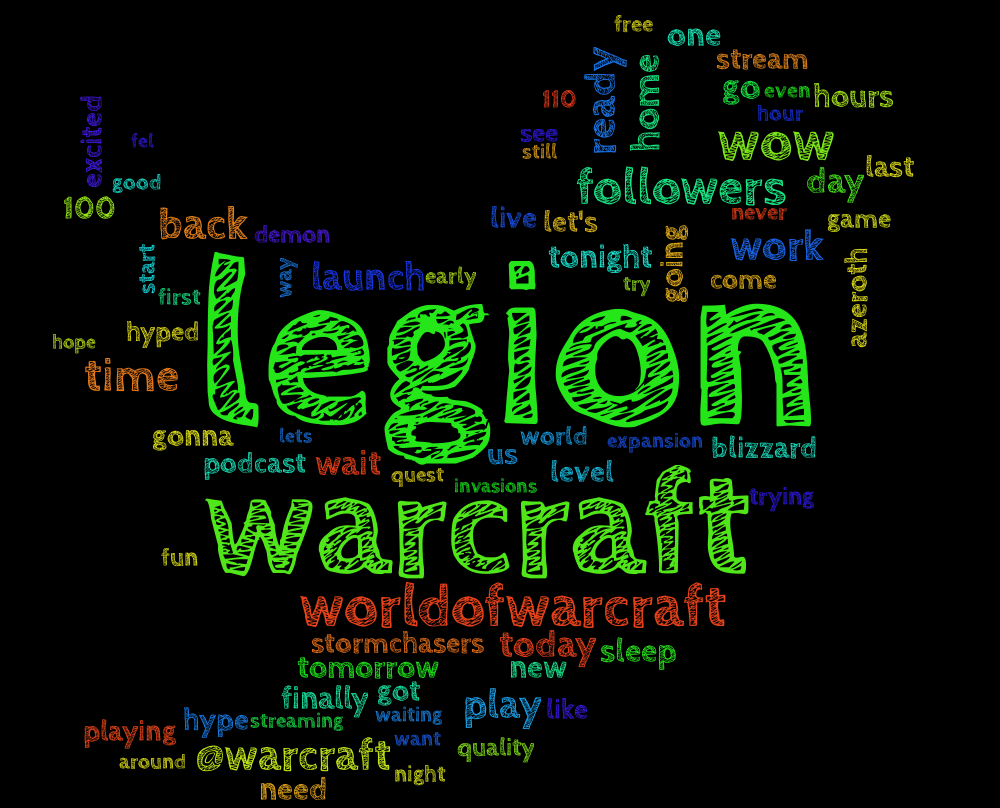 free
one
stream
ready
home
110
go even hours
hour
excited
fel
see
still
wow
last
good
followers
day
100
back
live let's
never
game
demon
going
work
start
way
launch early
tonight
try
come
azeroth
first
hope
hyped
legion
time
gonna
lets
world
expansion
blizzard
podcast
wait
us
quest
level
invasions
warcraft
trying
fun
worldofwarcraft
stormchasers
today
sleep
tomorrow
new
finally
got
play
like
hype
streaming
waiting
playing
want
quality
around
@warcraft
night
need